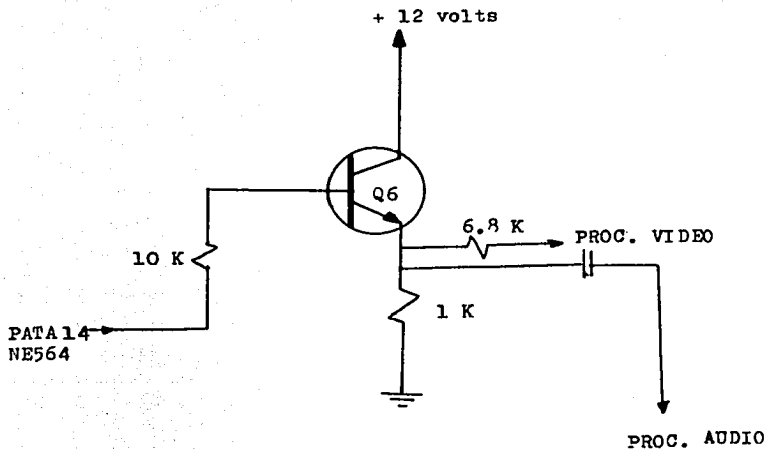 + 12 volts
Q6
6.8 K
PROC. VIDEO
10 K
1 K
PATA 14
NE564
PROC. AUDIO